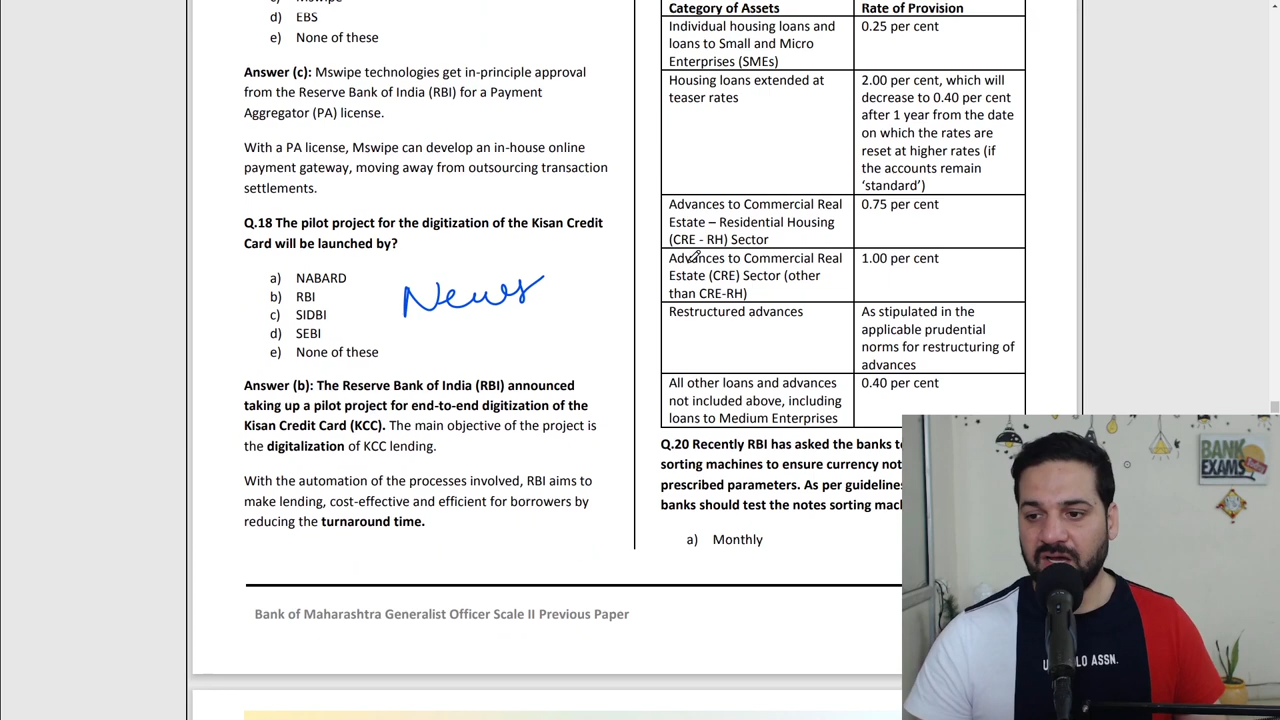 d) EBS
e) None of these
Answer (c): Mswipe technologies get in-principle approval
from the Reserve Bank of India (RBI) for a Payment
Aggregator (PA) license.
With a PA license, Mswipe can develop an in-house online
payment gateway, moving away from outsourcing transaction
settlements.
Q.18 The pilot project for the digitization of the Kisan Credit
Card will be launched by?
a) NABARD
b) RBI
c) SIDBI
d) SEBI
e) None of these
News
Answer (b): The Reserve Bank of India (RBI) announced
taking up a pilot project for end-to-end digitization of the
Kisan Credit Card (KCC). The main objective of the project is
the digitalization of KCC lending.
With the automation of the processes involved, RBI aims to
make lending, cost-effective and efficient for borrowers by
reducing the turnaround time.
Category of Assets Rate of Provision
Individual housing loans and 0.25 per cent
loans to Small and Micro
Enterprises (SMEs)
Housing loans extended at 2.00 per cent, which will
teaser rates decrease to 0.40 per cent
after 1 year from the date
on which the rates are
reset at higher rates (if
the accounts remain
‘standard’)
Advances to Commercial Real 0.75 per cent
Estate – Residential Housing
(CRE - RH) Sector
Advances to Commercial Real 1.00 per cent
Estate (CRE) Sector (other
than CRE-RH)
Restructured advances As stipulated in the
applicable prudential
norms for restructuring of
advances
All other loans and advances 0.40 per cent
not included above, including
loans to Medium Enterprises
Q.20 Recently RBI has asked the banks
sorting machines to ensure currency
prescribed parameters. As per guidelines
banks should test the notes sorting
a) Monthly
Bank of Maharashtra Generalist Officer Scale II Previous Paper
BANK
EXAMS
ASSN.